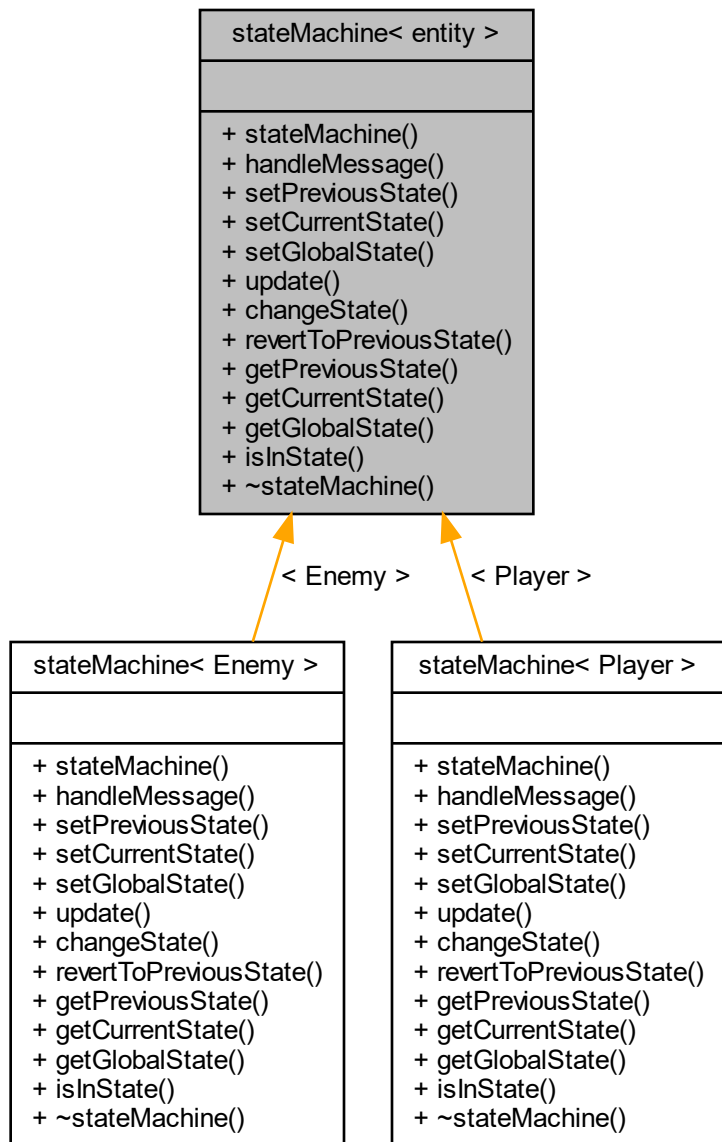 stateMachine< entity >
+ stateMachine()
+ handleMessage()
+ setPreviousState()
+ setCurrentState()
+ setGlobalState()
+ update()
+ changeState()
+ revertToPreviousState()
+ getPreviousState()
+ getCurrentState()
+ getGlobalState()
+ isInState()
+ ~stateMachine()
< Enemy >
< Player >
stateMachine< Enemy >
+ stateMachine()
+ handleMessage()
+ setPreviousState()
+ setCurrentState()
+ setGlobalState()
+ update()
+ changeState()
+ revertToPreviousState()
+ getPreviousState()
+ getCurrentState()
+ getGlobalState()
+ isInState()
+ ~stateMachine()
stateMachine< Player >
+ stateMachine()
+ handleMessage()
+ setPreviousState()
+ setCurrentState()
+ setGlobalState()
+ update()
+ changeState()
+ revertToPreviousState()
+ getPreviousState()
+ getCurrentState()
+ getGlobalState()
+ isInState()
+ ~stateMachine()